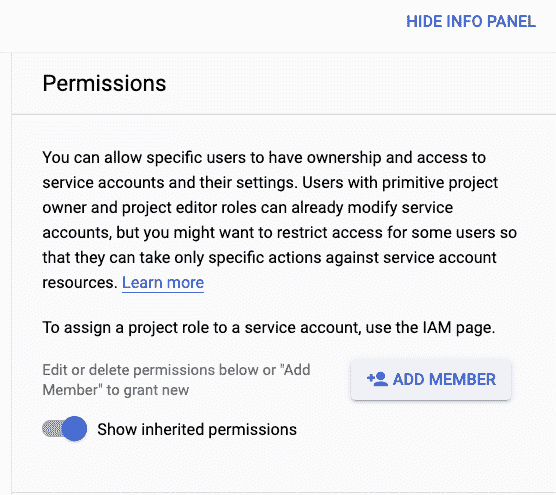 HIDE INFO PANEL
Permissions
You can allow specific users to have ownership and access to
service accounts and their settings. Users with primitive project
owner and project editor roles can already modify service
accounts, but you might want to restrict access for some users so
that they can take only specific actions against service account
resources. Learn more
To assign a project role to a service account, use the IAM page.
Edit or delete permissions below or "Add
Member" to grant new
ADD MEMBER
Show inherited permissions